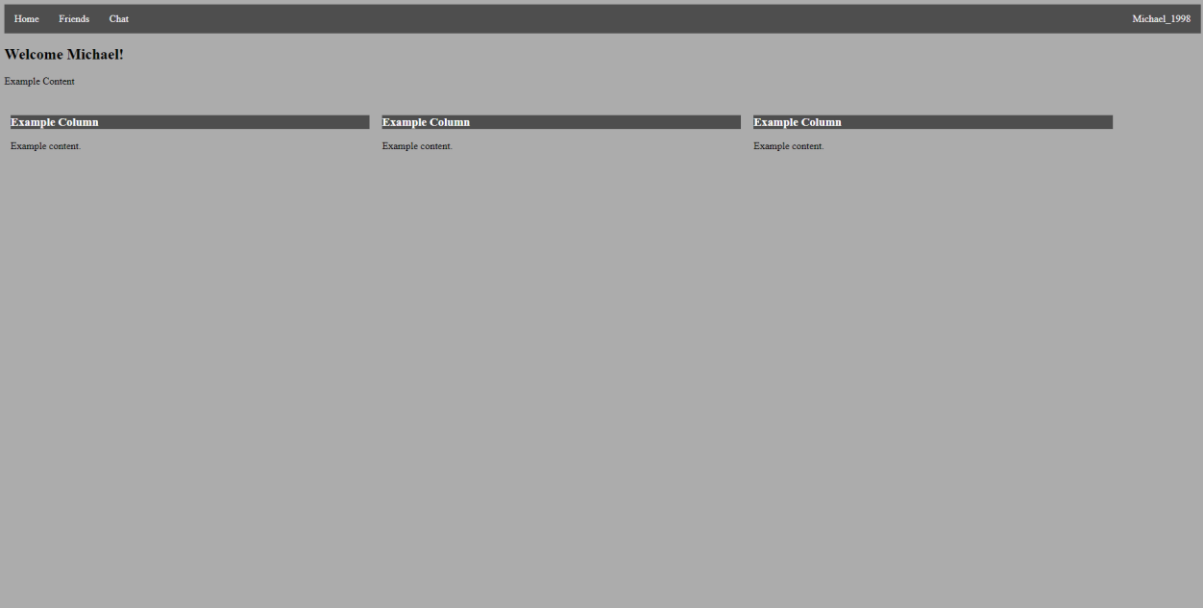 Home Friends Chat Michael_1998
Welcome Michael!
Example Content
Example Column Example Column Example Column
Example content. Example content. Example content.